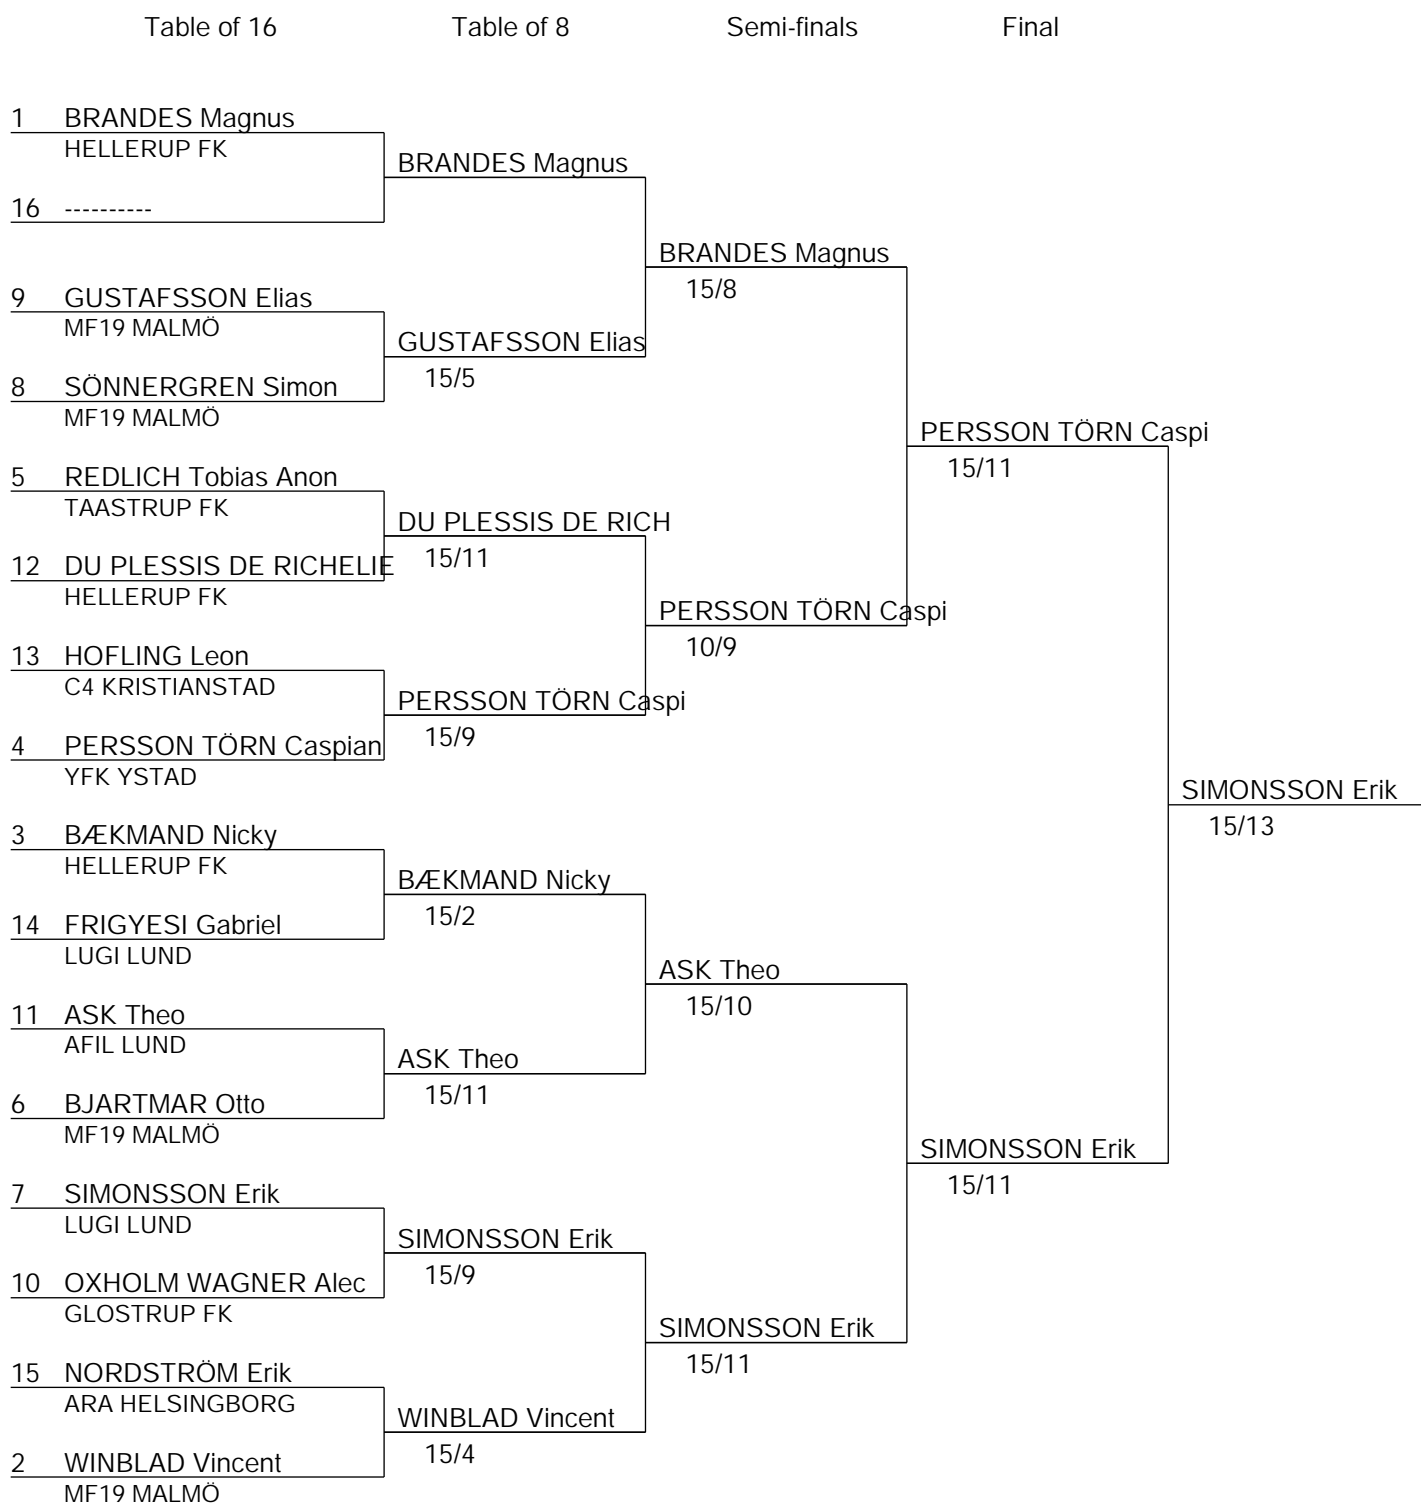 Table of 16 Table of 8 Semi-finals Final
1 BRANDES Magnus
HELLERUP FK
BRANDES Magnus
16 ----------
BRANDES Magnus
15/8
9 GUSTAFSSON Elias
MF19 MALMÖ
GUSTAFSSON Elias
15/5
8 SÖNNERGREN Simon
MF19 MALMÖ
PERSSON TÖRN Caspi
15/11
5 REDLICH Tobias Anon
TAASTRUP FK
DU PLESSIS DE RICH
15/11
12 DU PLESSIS DE RICHELIE
HELLERUP FK
PERSSON TÖRN Caspi
10/9
13 HOFLING Leon
C4 KRISTIANSTAD
PERSSON TÖRN Caspi
15/9
4 PERSSON TÖRN Caspian
YFK YSTAD
SIMONSSON Erik
15/13
3 BÆKMAND Nicky
HELLERUP FK
BÆKMAND Nicky
15/2
14 FRIGYESI Gabriel
LUGI LUND
ASK Theo
15/10
11 ASK Theo
AFIL LUND
ASK Theo
15/11
6 BJARTMAR Otto
MF19 MALMÖ
SIMONSSON Erik
15/11
7 SIMONSSON Erik
LUGI LUND
SIMONSSON Erik
15/9
10 OXHOLM WAGNER Alec
GLOSTRUP FK
SIMONSSON Erik
15/11
15 NORDSTRÖM Erik
ARA HELSINGBORG
WINBLAD Vincent
15/4
2 WINBLAD Vincent
MF19 MALMÖ